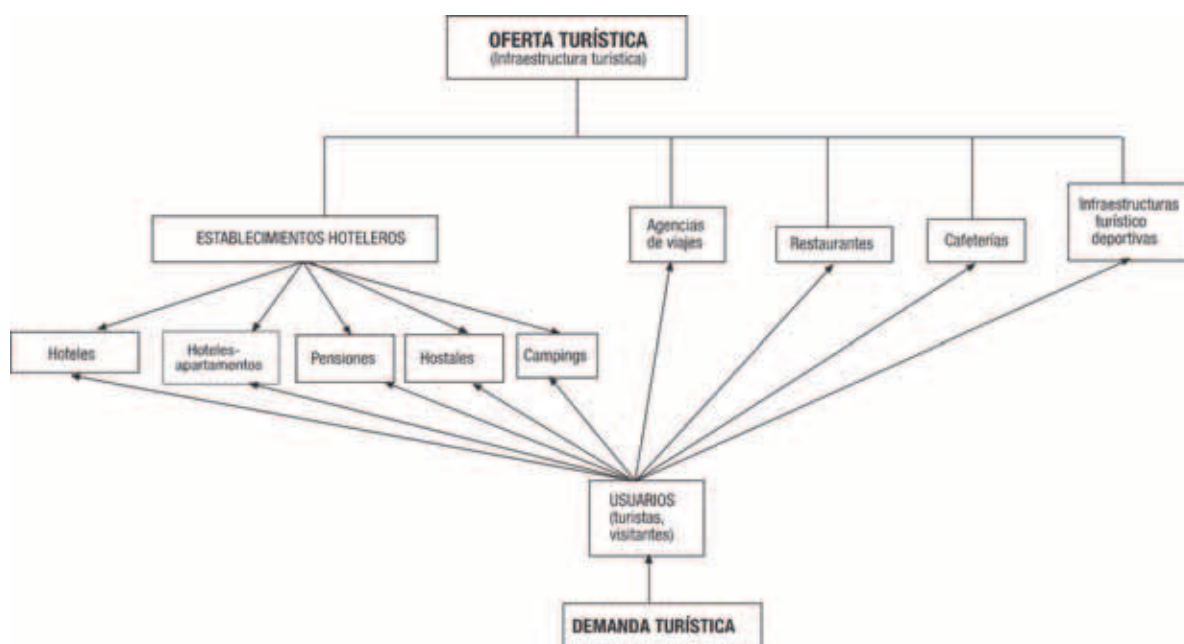 OFERTA TURÍSTICA
(Infraestructura turística)
ESTABLECIMIENTOS HOTELEROS
Agencias
de viajes
Restaurantes
Cafeterías
Infraestructuras
turístico
deportivas
Hoteles
Hoteles-
apartamentos
Pensiones
Hostales
Campings
USUARIOS
(turistas,
visitantes)
DEMANDA TURÍSTICA